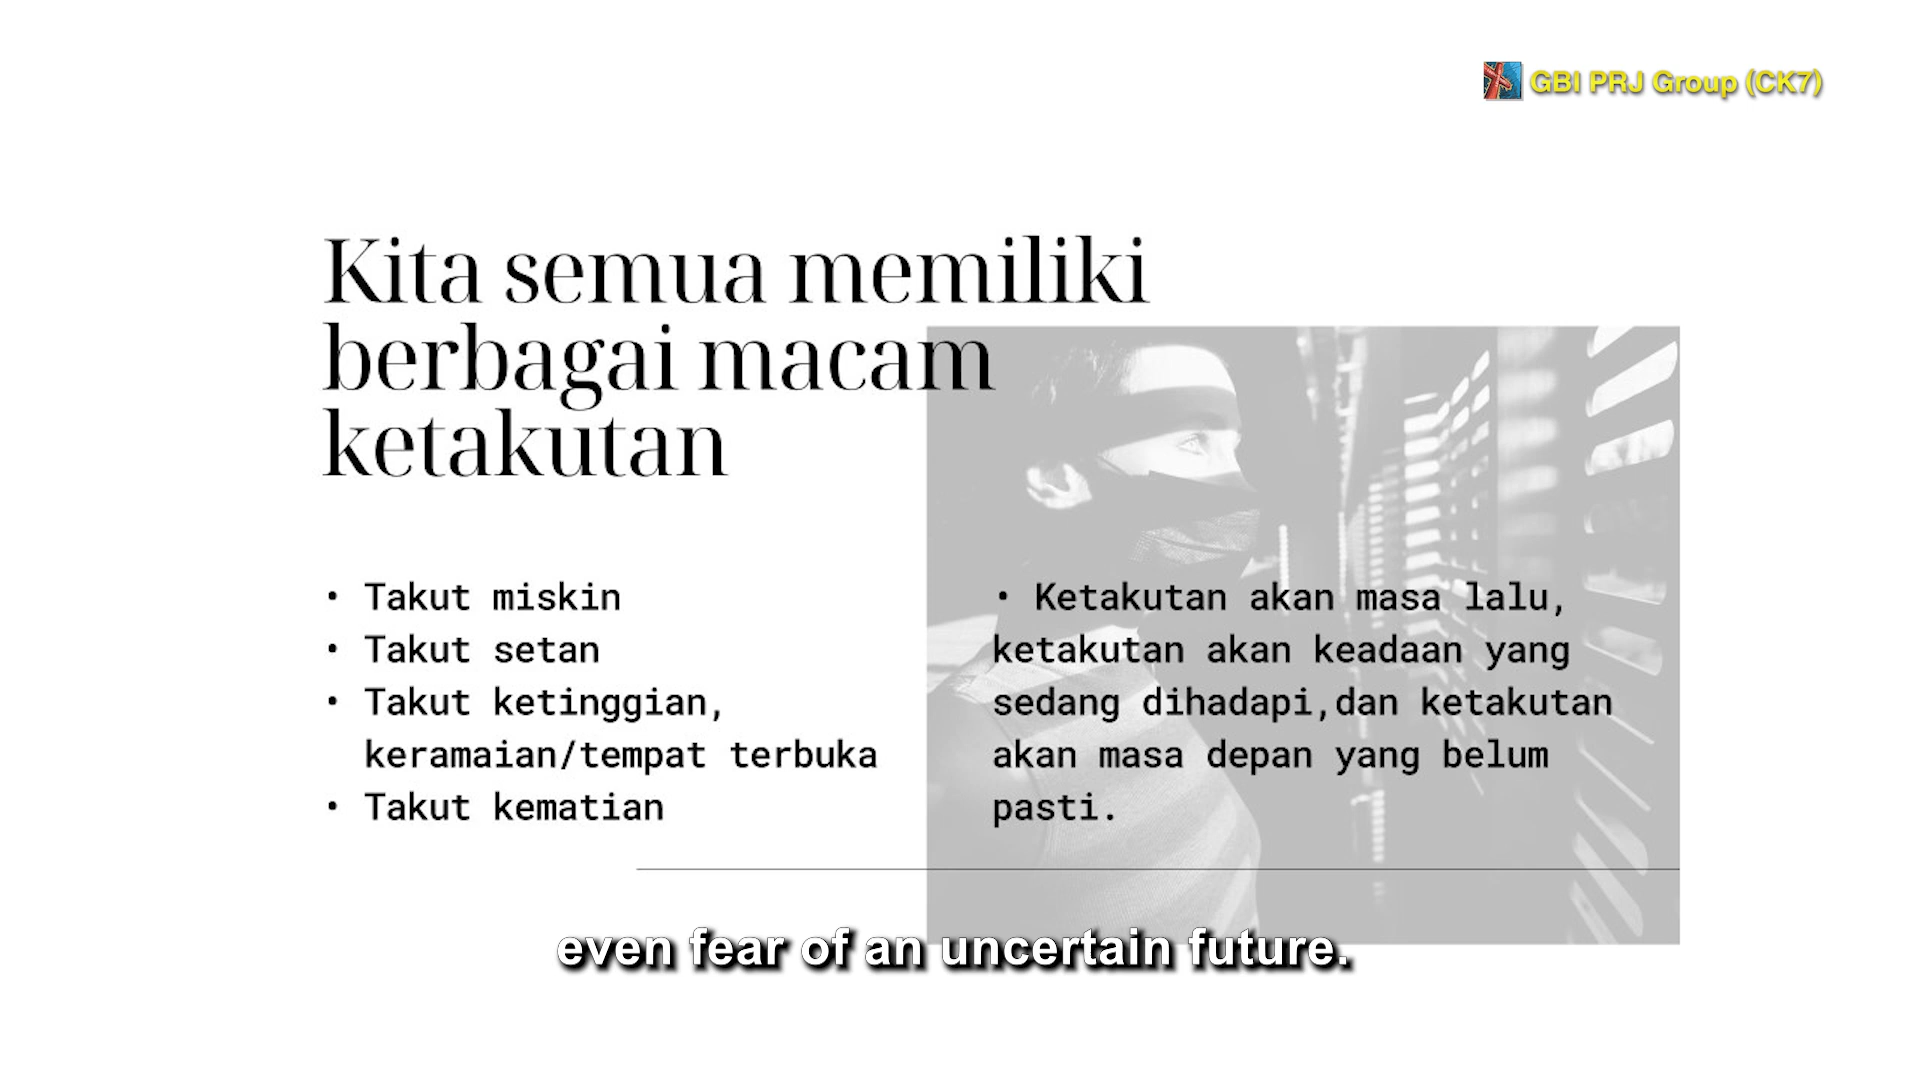 GBI PRJ Group (CK7)
Kita semua memiliki
berbagai macam
ketakutan
• Takut miskin
• Takut setan
• Takut ketinggian,
keramaian/tempat terbuka
• Takut kematian
• Ketakutan akan masa lalu,
ketakutan akan keadaan yang
sedang dihadapi,dan ketakutan
akan masa depan yang belum
pasti.
even fear of an uncertain future.